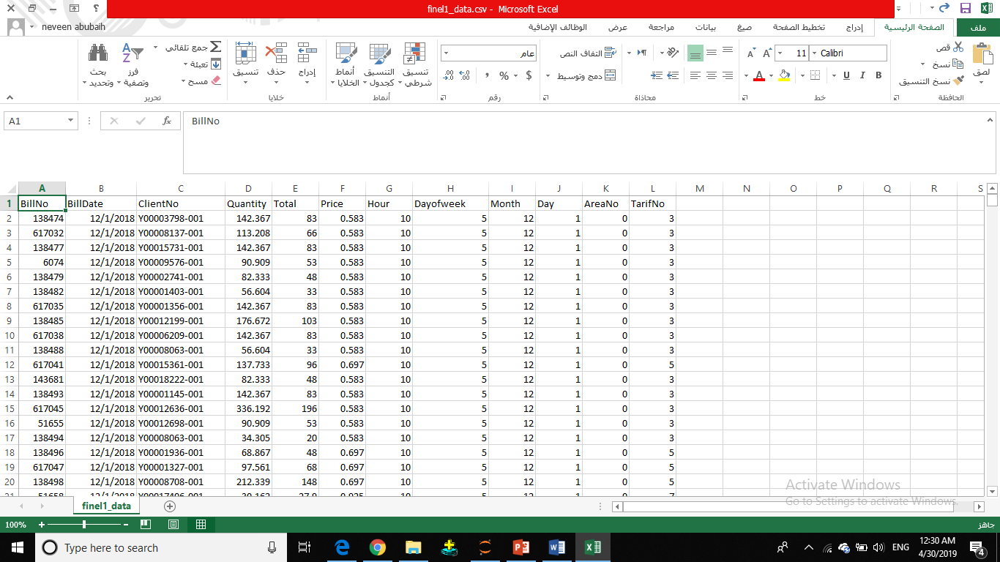 finel1_data.csv - Microsoft Excel
neveen abubaih
ملف الصفحة الرئيسية إدراج تخطيط الصفحة صيغ بيانات مراجعة عرض الوظائف الإضافية
قص
نسخ
نسخ التنسيق
لصق
الحافظة
Calibri 11
B I U
خط
التفاف النص
دمج وتوسيط
محاذاة
عام
$ % ,
رقم
تنسيق شرطي
التنسيق كجدول
أنماط الخلايا
أنماط
إدراج حذف تنسيق
خلايا
جمع تلقائي
تعبئة
مسح
فرز وتصفية
بحث وتحديد
تحرير
A1 fx BillNo
A B C D E F G H I J K L M N O P Q R S
1 BillNo BillDate ClientNo Quantity Total Price Hour Dayofweek Month Day AreaNo TarifNo
2 138474 12/1/2018 Y00003798-001 142.367 83 0.583 10 5 12 1 0 3
3 617032 12/1/2018 Y00008137-001 113.208 66 0.583 10 5 12 1 0 3
4 138477 12/1/2018 Y00015731-001 142.367 83 0.583 10 5 12 1 0 3
5 6074 12/1/2018 Y00009576-001 90.909 53 0.583 10 5 12 1 0 3
6 138479 12/1/2018 Y00002741-001 82.333 48 0.583 10 5 12 1 0 3
7 138482 12/1/2018 Y00001403-001 56.604 33 0.583 10 5 12 1 0 3
8 617035 12/1/2018 Y00001356-001 142.367 83 0.583 10 5 12 1 0 3
9 138485 12/1/2018 Y00012199-001 176.672 103 0.583 10 5 12 1 0 3
10 617038 12/1/2018 Y00006209-001 142.367 83 0.583 10 5 12 1 0 3
11 138488 12/1/2018 Y00008063-001 56.604 33 0.583 10 5 12 1 0 3
12 617041 12/1/2018 Y00015361-001 137.733 96 0.697 10 5 12 1 0 5
13 143681 12/1/2018 Y00018222-001 82.333 48 0.583 10 5 12 1 0 3
14 138493 12/1/2018 Y00001145-001 142.367 83 0.583 10 5 12 1 0 3
15 617045 12/1/2018 Y00012636-001 336.192 196 0.583 10 5 12 1 0 3
16 51655 12/1/2018 Y00012698-001 90.909 53 0.583 10 5 12 1 0 3
17 138494 12/1/2018 Y00008063-001 34.305 20 0.583 10 5 12 1 0 3
18 138496 12/1/2018 Y00001936-001 68.867 48 0.697 10 5 12 1 0 5
19 617047 12/1/2018 Y00001327-001 97.561 68 0.697 10 5 12 1 0 5
20 138498 12/1/2018 Y00008708-001 212.339 148 0.697 10 5 12 1 0 5
Activate Windows
Go to Settings to activate Windows.
finel1_data
100%
جاهز
Type here to search
ENG
12:30 AM
4/30/2019
4